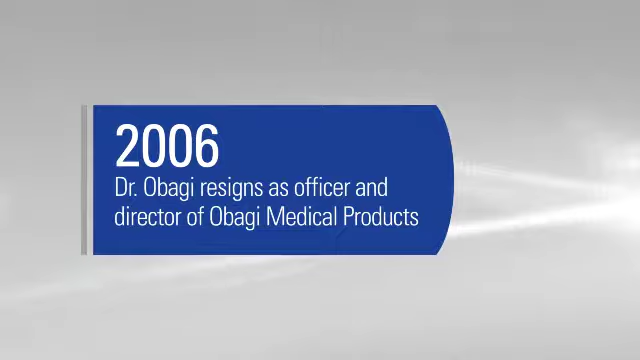 2006
Dr. Obagi resigns as officer and
director of Obagi Medical Products